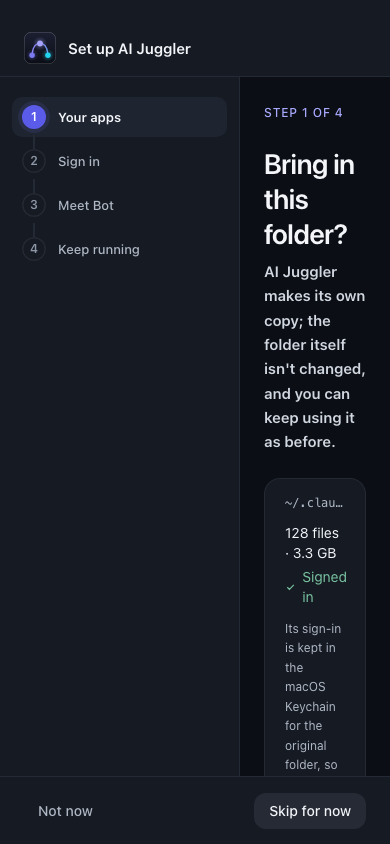 Set up AI Juggler
1 Your apps
2 Sign in
3 Meet Bot
4 Keep running
STEP 1 OF 4
Bring in
this
folder?
AI Juggler
makes its own
copy; the
folder itself
isn't changed,
and you can
keep using it
as before.
~/.clau…
128 files
· 3.3 GB
✓ Signed
in
Its sign-in
is kept in
the
macOS
Keychain
for the
original
folder, so
Not now
Skip for now